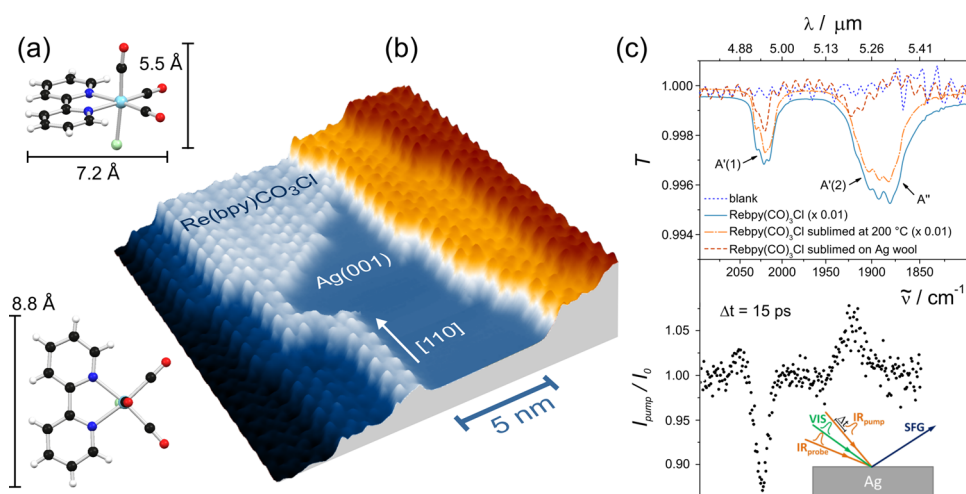 (a)
5.5 Å
7.2 Å
8.8 Å
(b)
Re(bpy)CO₃Cl
Ag(001)
[110]
5 nm
(c)
λ / μm
4.88 5.00 5.13 5.26 5.41
T
1.000
0.998
0.996
0.994
A'(1)
A'(2)
A"
blank
Rebpy(CO)₃Cl (x 0.01)
Rebpy(CO)₃Cl sublimed at 200 °C (x 0.01)
Rebpy(CO)₃Cl sublimed on Ag wool
2050 2000 1950 1900 1850
ṽ / cm⁻¹
Δt = 15 ps
I_pump / I₀
1.05
1.00
0.95
0.90
VIS
Δt
IR_pump
IR_probe
SFG
Ag